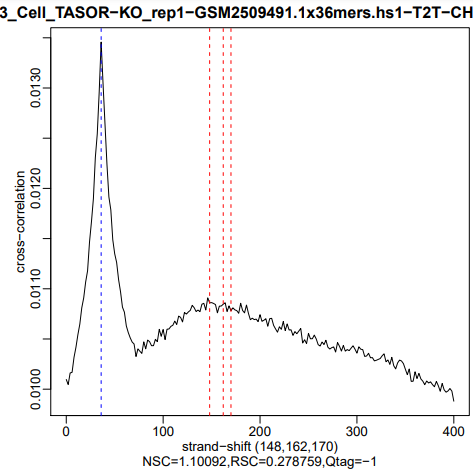 3_Cell_TASOR−KO_rep1−GSM2509491.1x36mers.hs1−T2T−CH
0.0130
0.0120
0.0110
0.0100
cross−correlation
0 100 200 300 400
strand−shift (148,162,170)
NSC=1.10092,RSC=0.278759,Qtag=−1